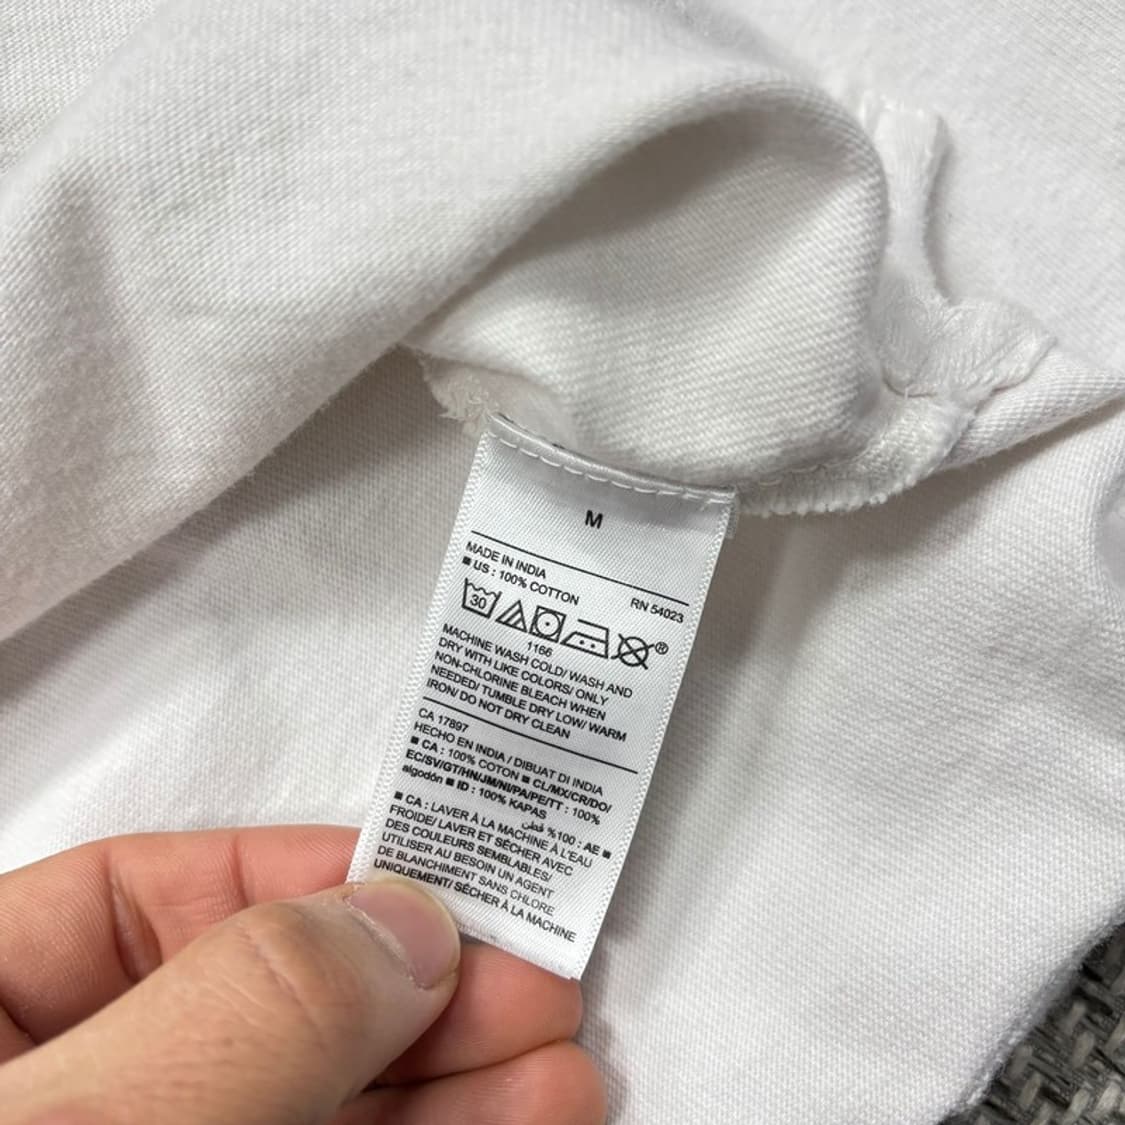 M
MADE IN INDIA
■ US : 100% COTTON RN 54023
30
®
1166
MACHINE WASH COLD/ WASH AND
DRY WITH LIKE COLORS/ ONLY
NON-CHLORINE BLEACH WHEN
NEEDED/ TUMBLE DRY LOW/ WARM
IRON/ DO NOT DRY CLEAN
CA 17897
HECHO EN INDIA / DIBUAT DI INDIA
■ CA : 100% COTON ■ CL/MX/CR/DO/
EC/SV/GT/HN/JM/NI/PA/PE/TT : 100%
algodón ■ ID : 100% KAPAS
■ AE : 100% قطن
■ CA : LAVER À LA MACHINE À L'EAU
FROIDE/ LAVER ET SÉCHER AVEC
DES COULEURS SEMBLABLES/
UTILISER AU BESOIN UN AGENT
DE BLANCHIMENT SANS CHLORE
UNIQUEMENT/ SÉCHER À LA MACHINE